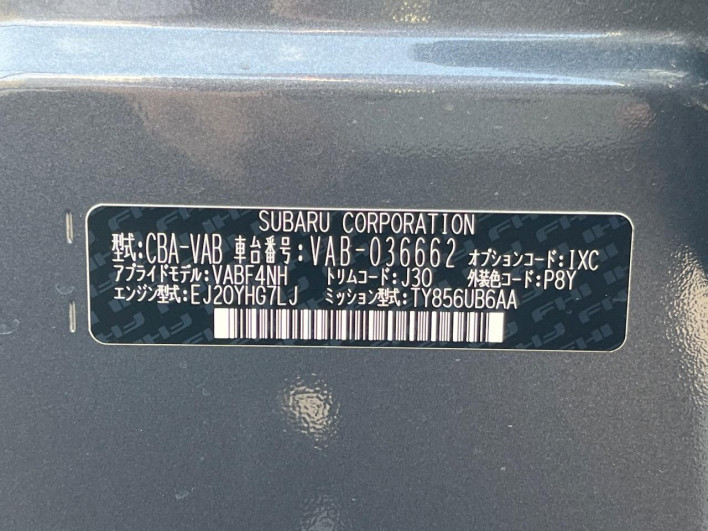 SUBARU CORPORATION
型式:CBA-VAB 車台番号:VAB-036662 オプションコード:IXC
アプライドモデル:VABF4NH トリムコード:J30 外装色コード:P8Y
エンジン型式:EJ20YHG7LJ ミッション型式:TY856UB6AA